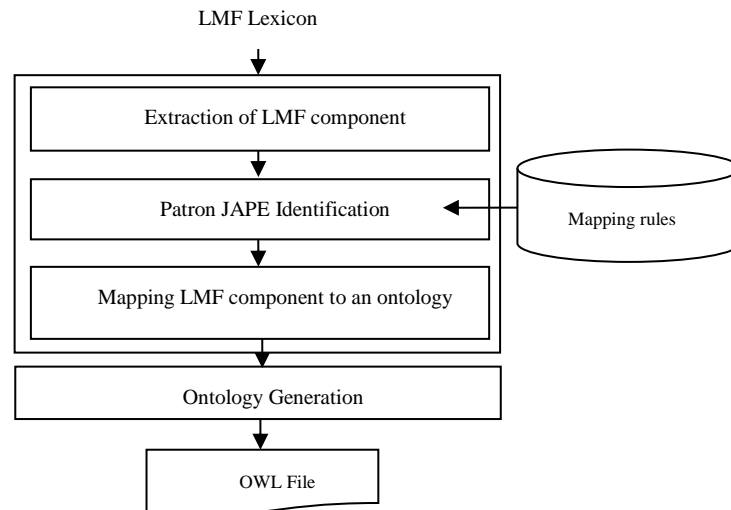 LMF Lexicon
Extraction of LMF component
Patron JAPE Identification
Mapping rules
Mapping LMF component to an ontology
Ontology Generation
OWL File